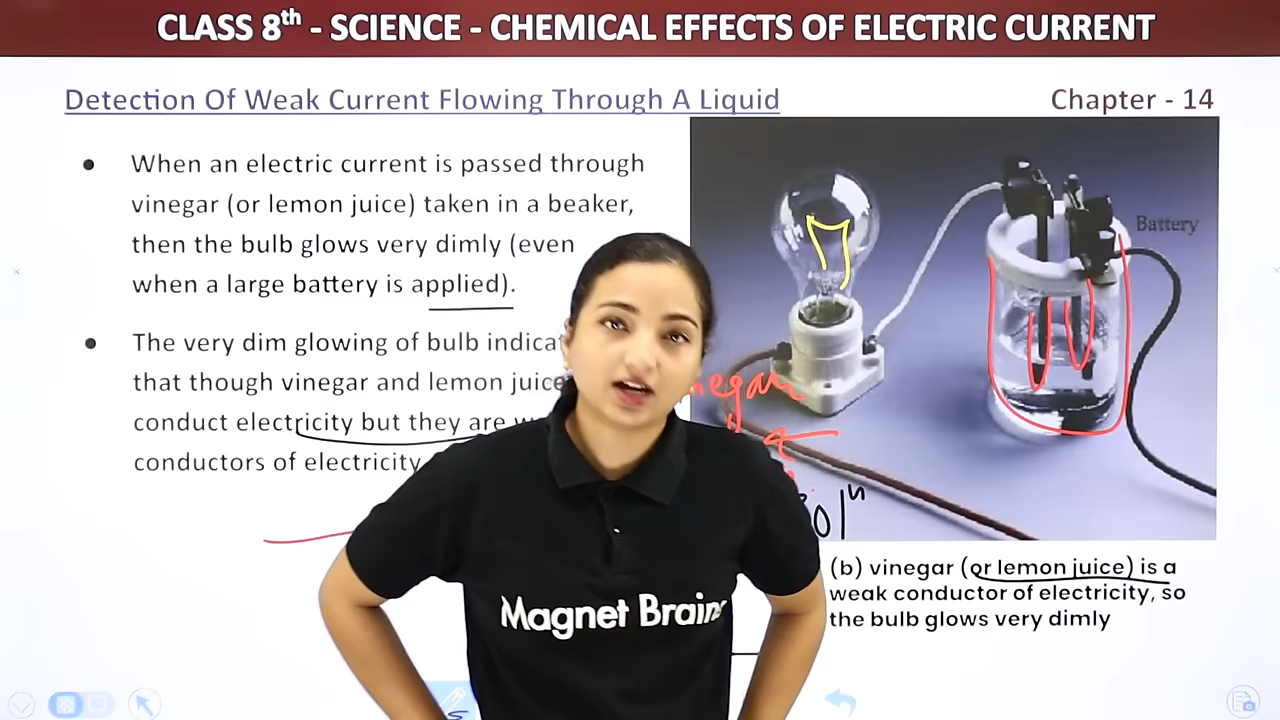 CLASS 8th - SCIENCE - CHEMICAL EFFECTS OF ELECTRIC CURRENT
Detection Of Weak Current Flowing Through A Liquid
Chapter - 14
When an electric current is passed through
vinegar (or lemon juice) taken in a beaker,
then the bulb glows very dimly (even
when a large battery is applied).
The very dim glowing of bulb
that though vinegar and lemon juice
conduct electricity but they are
conductors of electricity
Battery
(b) vinegar (or lemon juice) is a
weak conductor of electricity, so
the bulb glows very dimly
Magnet Brains